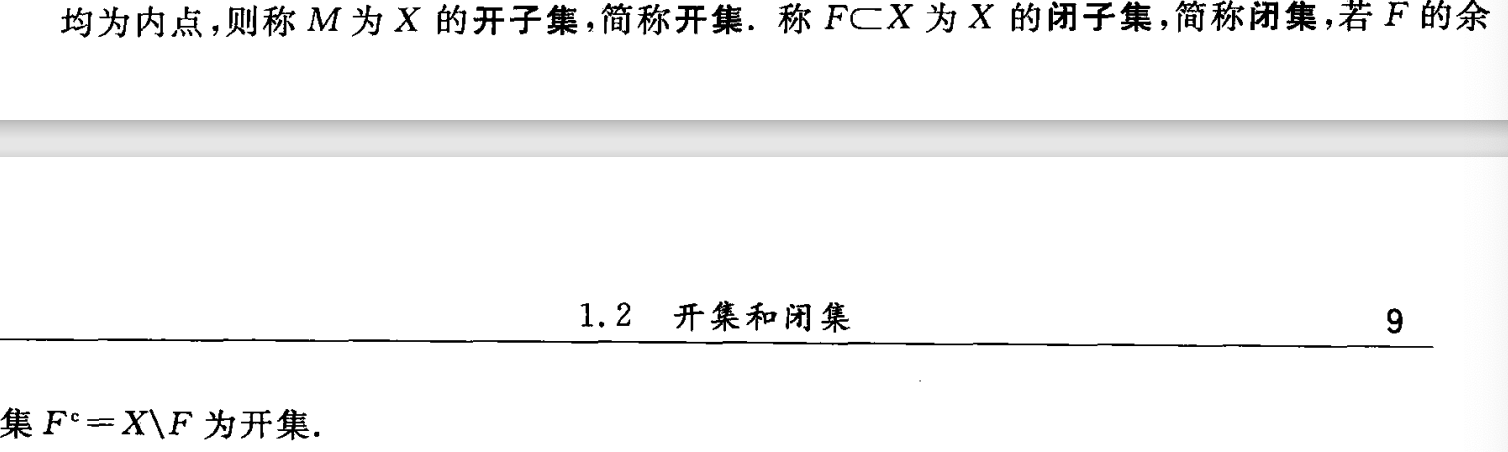 均为内点,则称 M 为 X 的开子集,简称开集. 称 F⊂X 为 X 的闭子集,简称闭集,若 F 的余
1.2 开集和闭集 9
集 Fᶜ=X\F 为开集.